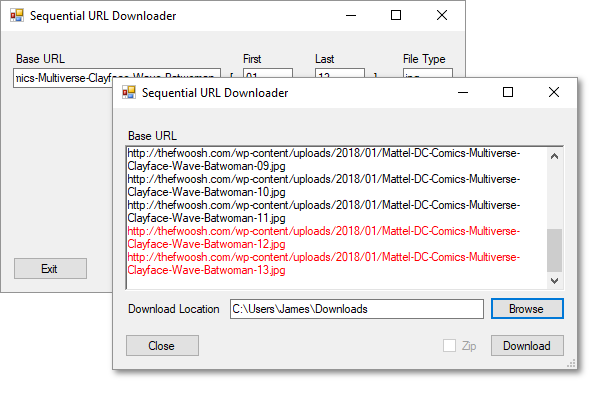 Sequential URL Downloader
Base URL
First
Last
File Type
nics-Multiverse-Clayface-Wave-Batwoman-
[
01
13
]
jpg
Exit
Sequential URL Downloader
Base URL
http://thefwoosh.com/wp-content/uploads/2018/01/Mattel-DC-Comics-Multiverse-
Clayface-Wave-Batwoman-09.jpg
http://thefwoosh.com/wp-content/uploads/2018/01/Mattel-DC-Comics-Multiverse-
Clayface-Wave-Batwoman-10.jpg
http://thefwoosh.com/wp-content/uploads/2018/01/Mattel-DC-Comics-Multiverse-
Clayface-Wave-Batwoman-11.jpg
http://thefwoosh.com/wp-content/uploads/2018/01/Mattel-DC-Comics-Multiverse-
Clayface-Wave-Batwoman-12.jpg
http://thefwoosh.com/wp-content/uploads/2018/01/Mattel-DC-Comics-Multiverse-
Clayface-Wave-Batwoman-13.jpg
Download Location
C:\Users\James\Downloads
Browse
Close
Zip
Download